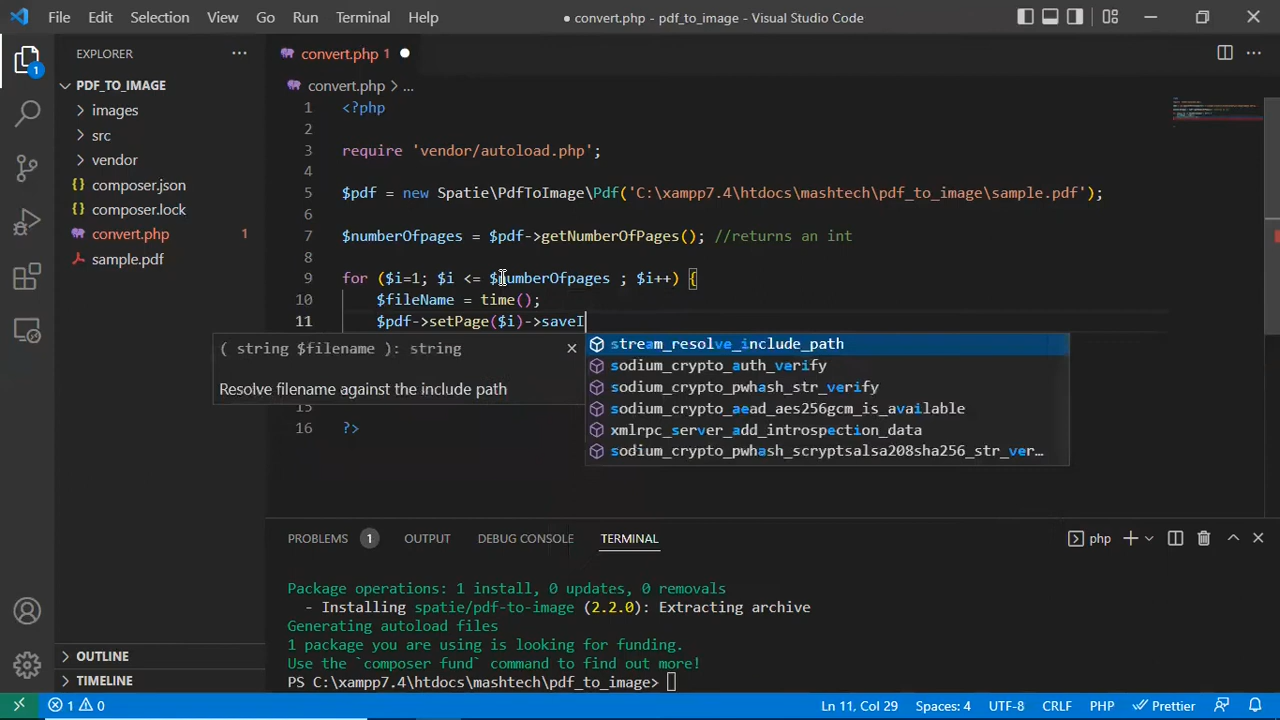 File Edit Selection View Go Run Terminal Help
● convert.php - pdf_to_image - Visual Studio Code
EXPLORER
convert.php 1
PDF_TO_IMAGE
images
src
vendor
composer.json
composer.lock
convert.php 1
sample.pdf
OUTLINE
TIMELINE
1
convert.php > ...
1 <?php
2
3 require 'vendor/autoload.php';
4
5 $pdf = new Spatie\PdfToImage\Pdf('C:\xampp7.4\htdocs\mashtech\pdf_to_image\sample.pdf');
6
7 $numberOfpages = $pdf->getNumberOfPages(); //returns an int
8
9 for ($i=1; $i <= $numberOfpages ; $i++) {
10 $fileName = time();
11 $pdf->setPage($i)->saveI
( string $filename ): string
Resolve filename against the include path
stream_resolve_include_path
sodium_crypto_auth_verify
sodium_crypto_pwhash_str_verify
sodium_crypto_aead_aes256gcm_is_available
xmlrpc_server_add_introspection_data
sodium_crypto_pwhash_scryptsalsa208sha256_str_ver…
15
16 ?>
PROBLEMS 1 OUTPUT DEBUG CONSOLE TERMINAL
php
Package operations: 1 install, 0 updates, 0 removals
- Installing spatie/pdf-to-image (2.2.0): Extracting archive
Generating autoload files
1 package you are using is looking for funding.
Use the `composer fund` command to find out more!
PS C:\xampp7.4\htdocs\mashtech\pdf_to_image>
1 0
Ln 11, Col 29 Spaces: 4 UTF-8 CRLF PHP Prettier